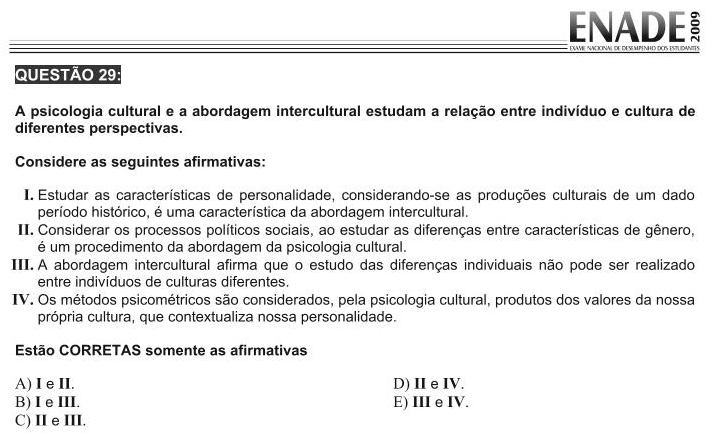 ENADE 2009
EXAME NACIONAL DE DESEMPENHO DOS ESTUDANTES
QUESTÃO 29:
A psicologia cultural e a abordagem intercultural estudam a relação entre indivíduo e cultura de
diferentes perspectivas.
Considere as seguintes afirmativas:
I. Estudar as características de personalidade, considerando-se as produções culturais de um dado
período histórico, é uma característica da abordagem intercultural.
II. Considerar os processos políticos sociais, ao estudar as diferenças entre características de gênero,
é um procedimento da abordagem da psicologia cultural.
III. A abordagem intercultural afirma que o estudo das diferenças individuais não pode ser realizado
entre indivíduos de culturas diferentes.
IV. Os métodos psicométricos são considerados, pela psicologia cultural, produtos dos valores da nossa
própria cultura, que contextualiza nossa personalidade.
Estão CORRETAS somente as afirmativas
A) I e II.
B) I e III.
C) II e III.
D) II e IV.
E) III e IV.